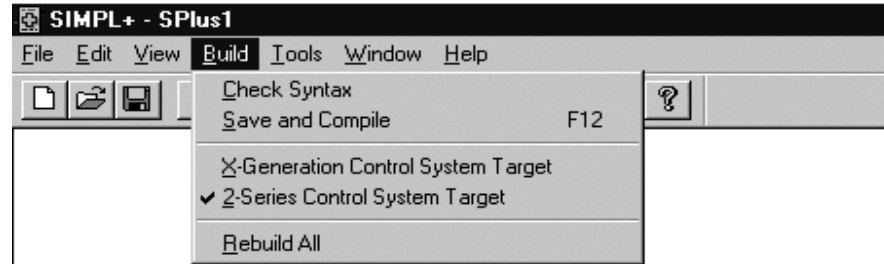 SIMPL+ - SPlus1
File Edit View Build Tools Window Help
Check Syntax
Save and Compile F12
X-Generation Control System Target
2-Series Control System Target
Rebuild All